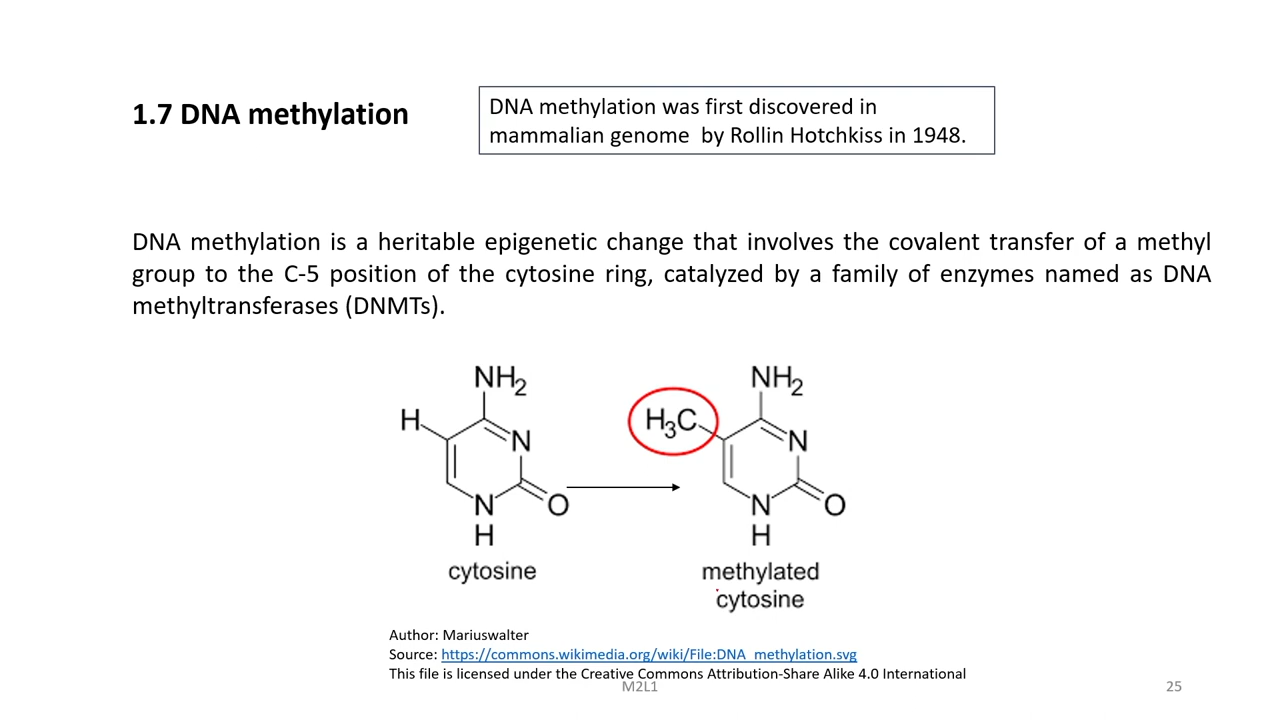 1.7 DNA methylation
DNA methylation was first discovered in
mammalian genome  by Rollin Hotchkiss in 1948.
DNA methylation is a heritable epigenetic change that involves the covalent transfer of a methyl
group to the C-5 position of the cytosine ring, catalyzed by a family of enzymes named as DNA
methyltransferases (DNMTs).
NH2
H
N
N
O
H
cytosine
NH2
H3C
N
N
O
H
methylated
cytosine
Author: Mariuswalter
Source: https://commons.wikimedia.org/wiki/File:DNA_methylation.svg
This file is licensed under the Creative Commons Attribution-Share Alike 4.0 International
M2L1
25